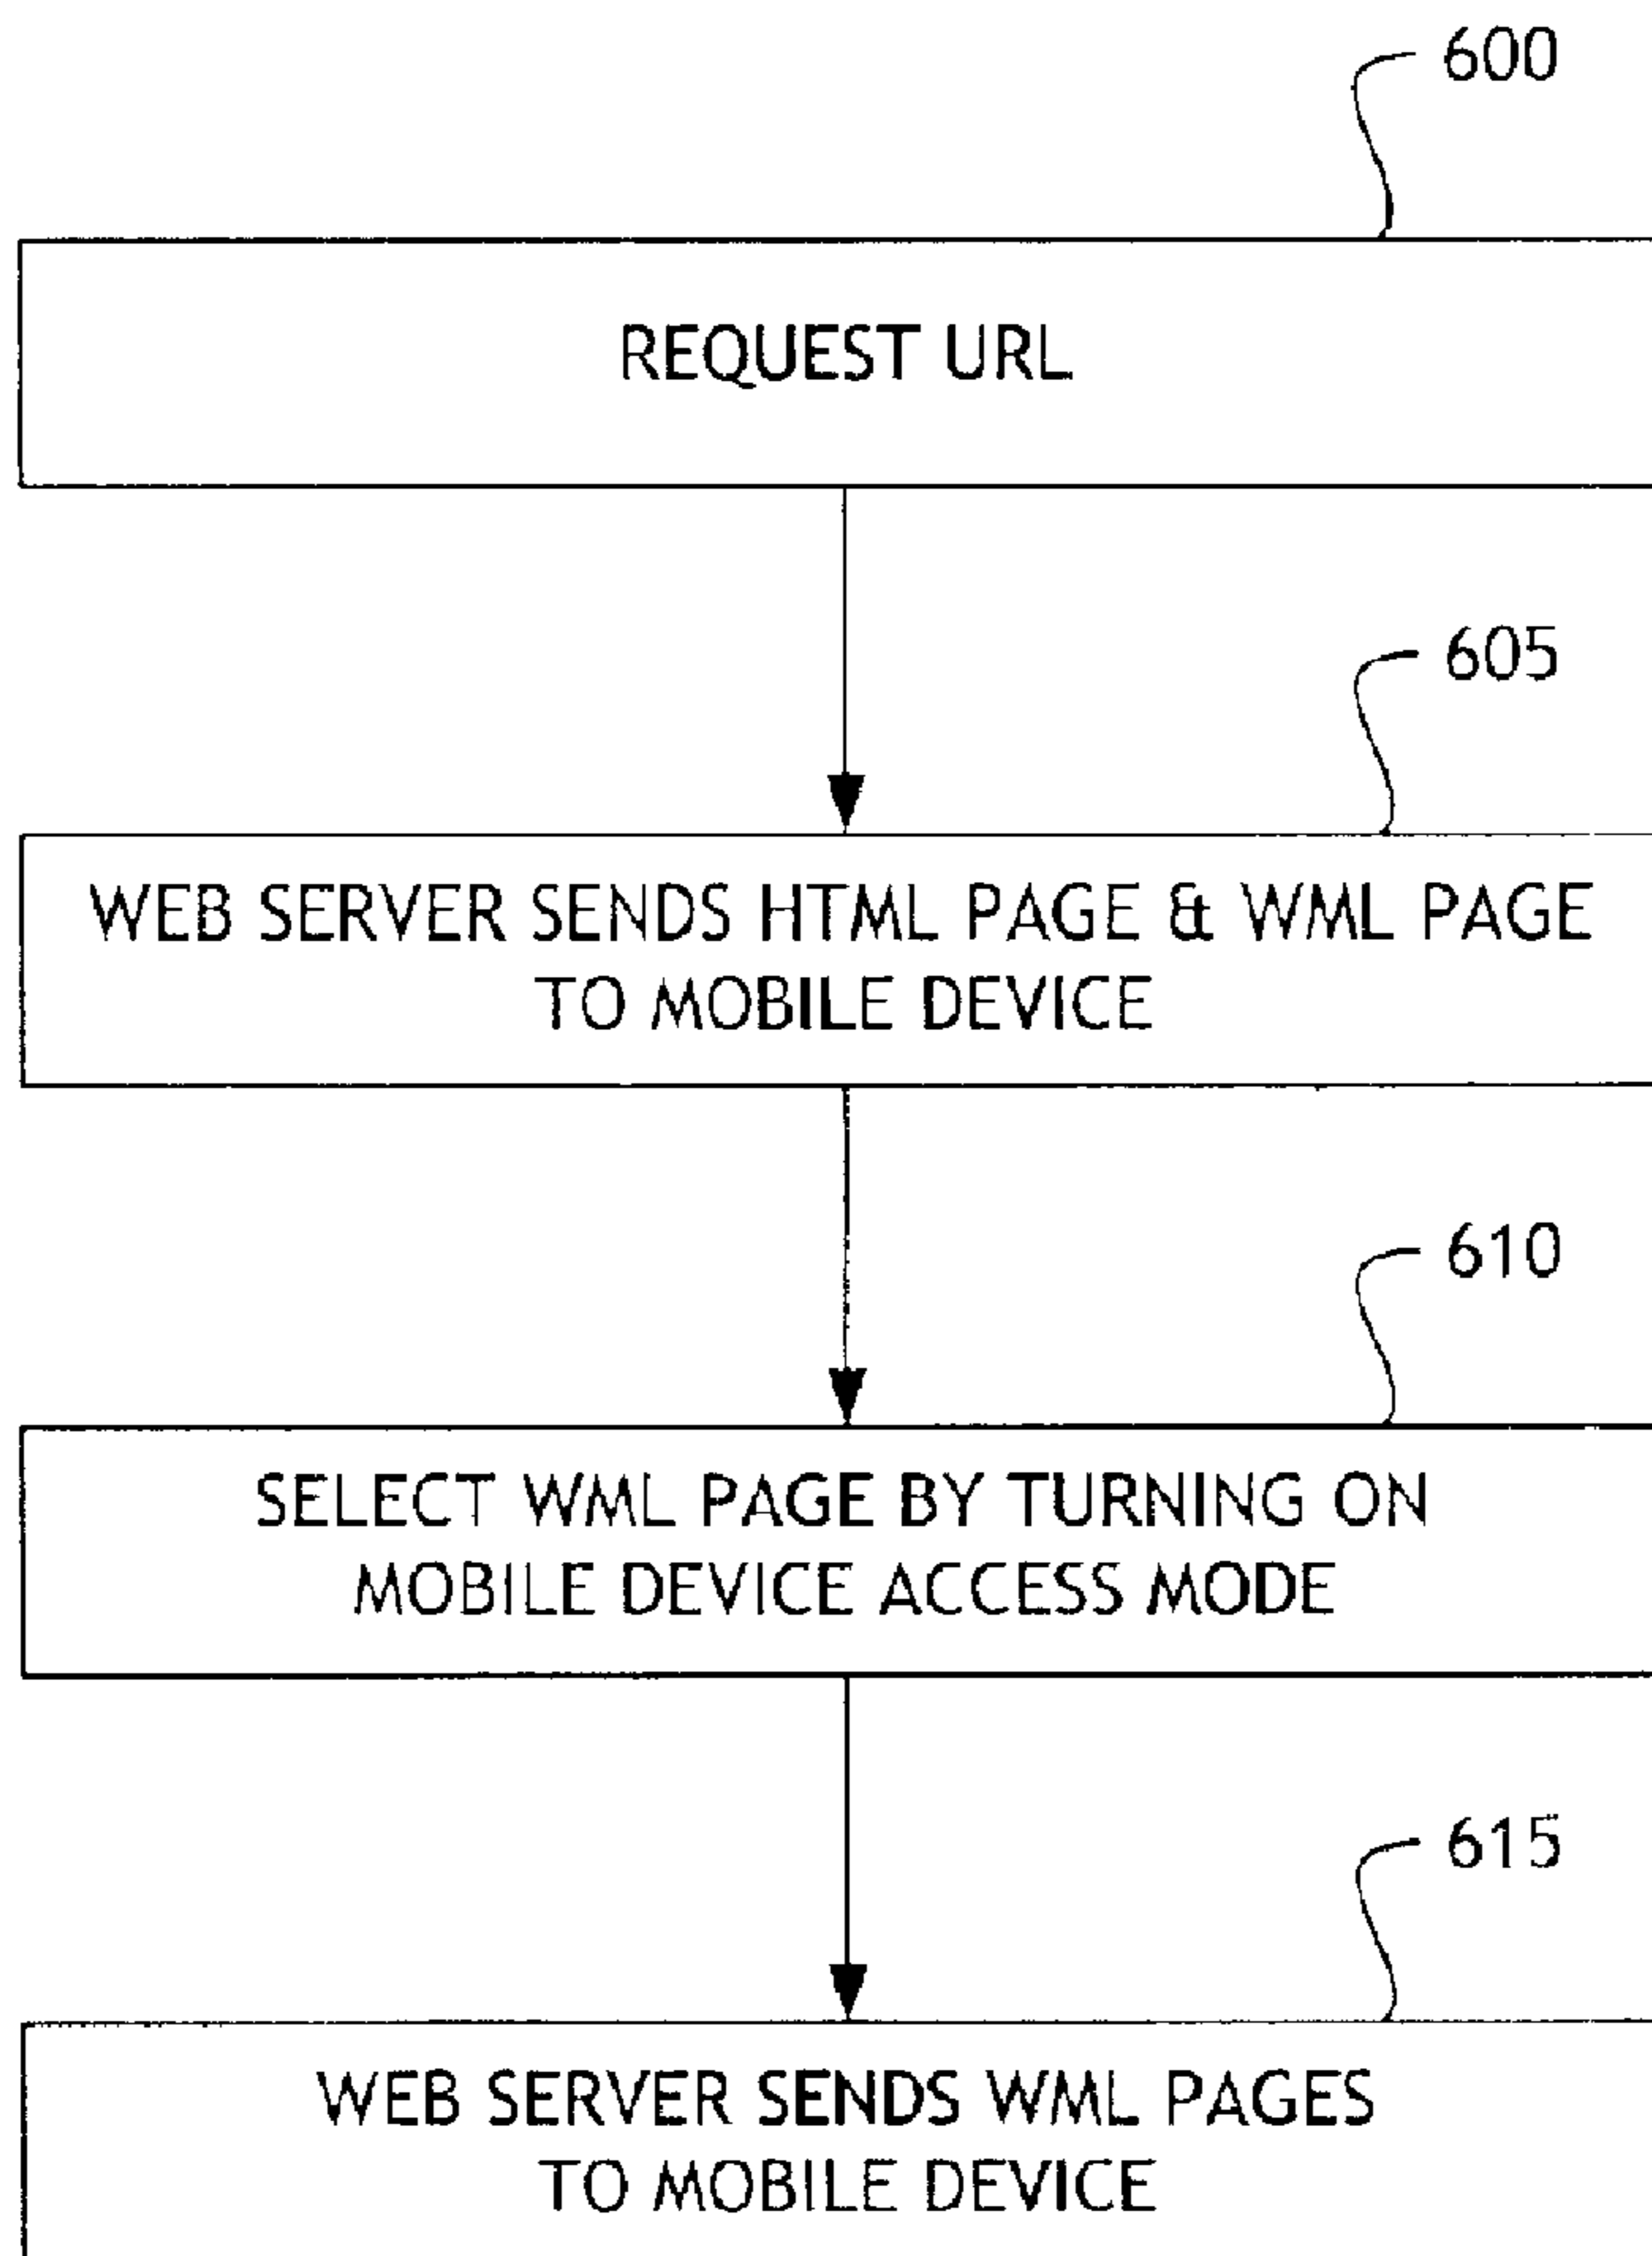 600
REQUEST URL
605
WEB SERVER SENDS HTML PAGE & WML PAGE
TO MOBILE DEVICE
610
SELECT WML PAGE BY TURNING ON
MOBILE DEVICE ACCESS MODE
615
WEB SERVER SENDS WML PAGES
TO MOBILE DEVICE